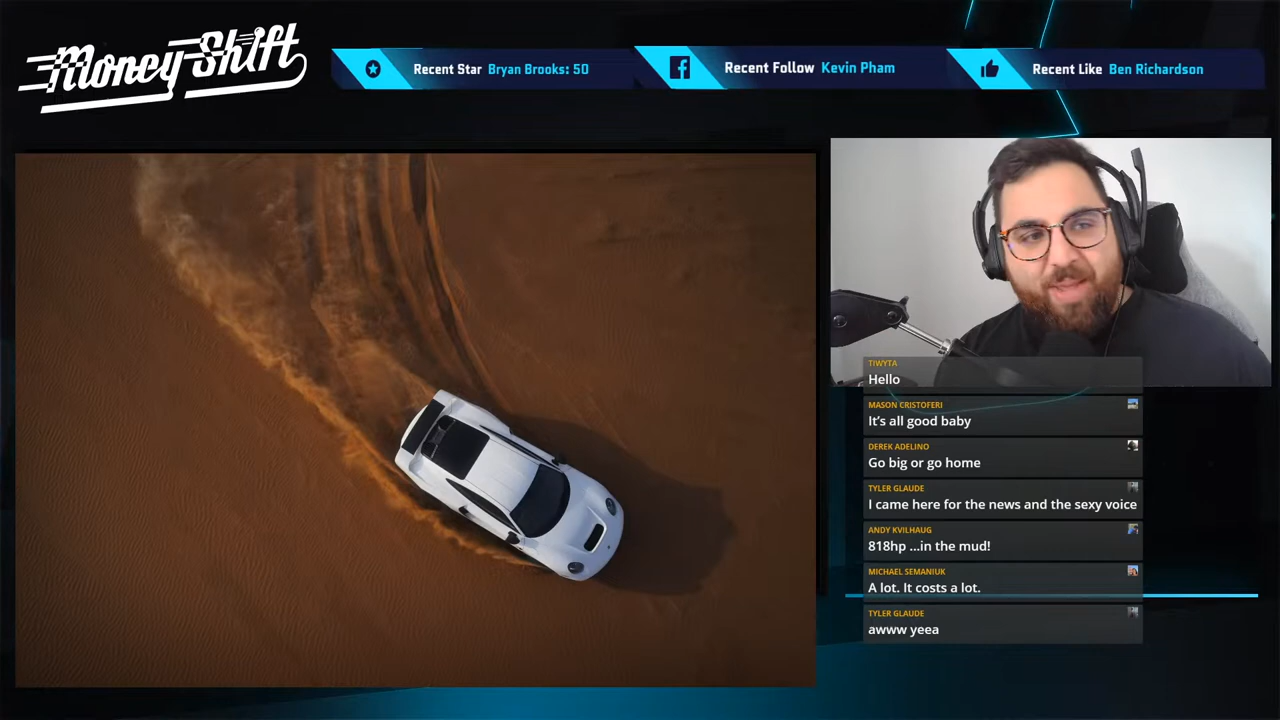 Money Shift
Recent Star Bryan Brooks: 50
Recent Follow Kevin Pham
Recent Like Ben Richardson
TIWYTA
Hello
MASON CRISTOFERI
It's all good baby
DEREK ADELINO
Go big or go home
TYLER GLAUDE
I came here for the news and the sexy voice
ANDY KVILHAUG
818hp ...in the mud!
MICHAEL SEMANIUK
A lot. It costs a lot.
TYLER GLAUDE
awww yeea